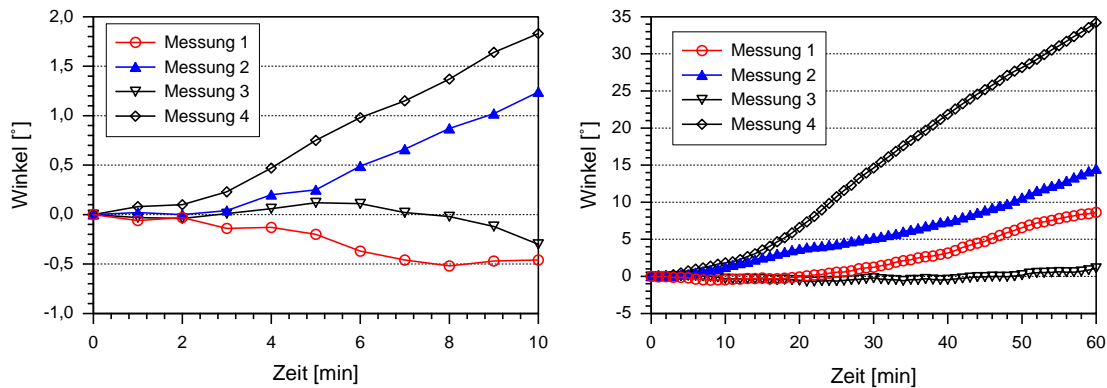 2,0
1,5
1,0
0,5
0,0
-0,5
-1,0
Winkel [°]
Messung 1
Messung 2
Messung 3
Messung 4
0 2 4 6 8 10
Zeit [min]
35
30
25
20
15
10
5
0
-5
Winkel [°]
Messung 1
Messung 2
Messung 3
Messung 4
0 10 20 30 40 50 60
Zeit [min]